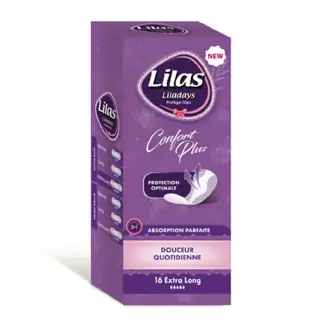 NEW
Lilas
Liladays
Protège-Slips
Confort
Plus
PROTECTION
OPTIMALE
ABSORPTION PARFAITE
DOUCEUR
QUOTIDIENNE
16 Extra Long